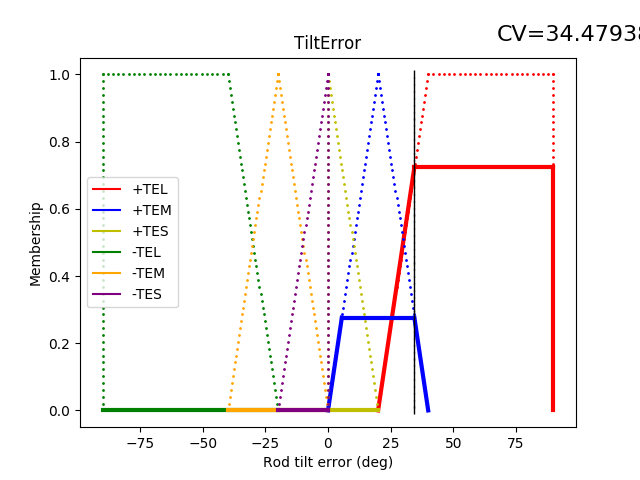 CV=34.47938
TiltError
Membership
1.0
0.8
0.6
0.4
0.2
0.0
+TEL
+TEM
+TES
-TEL
-TEM
-TES
−75
−50
−25
0
25
50
75
Rod tilt error (deg)